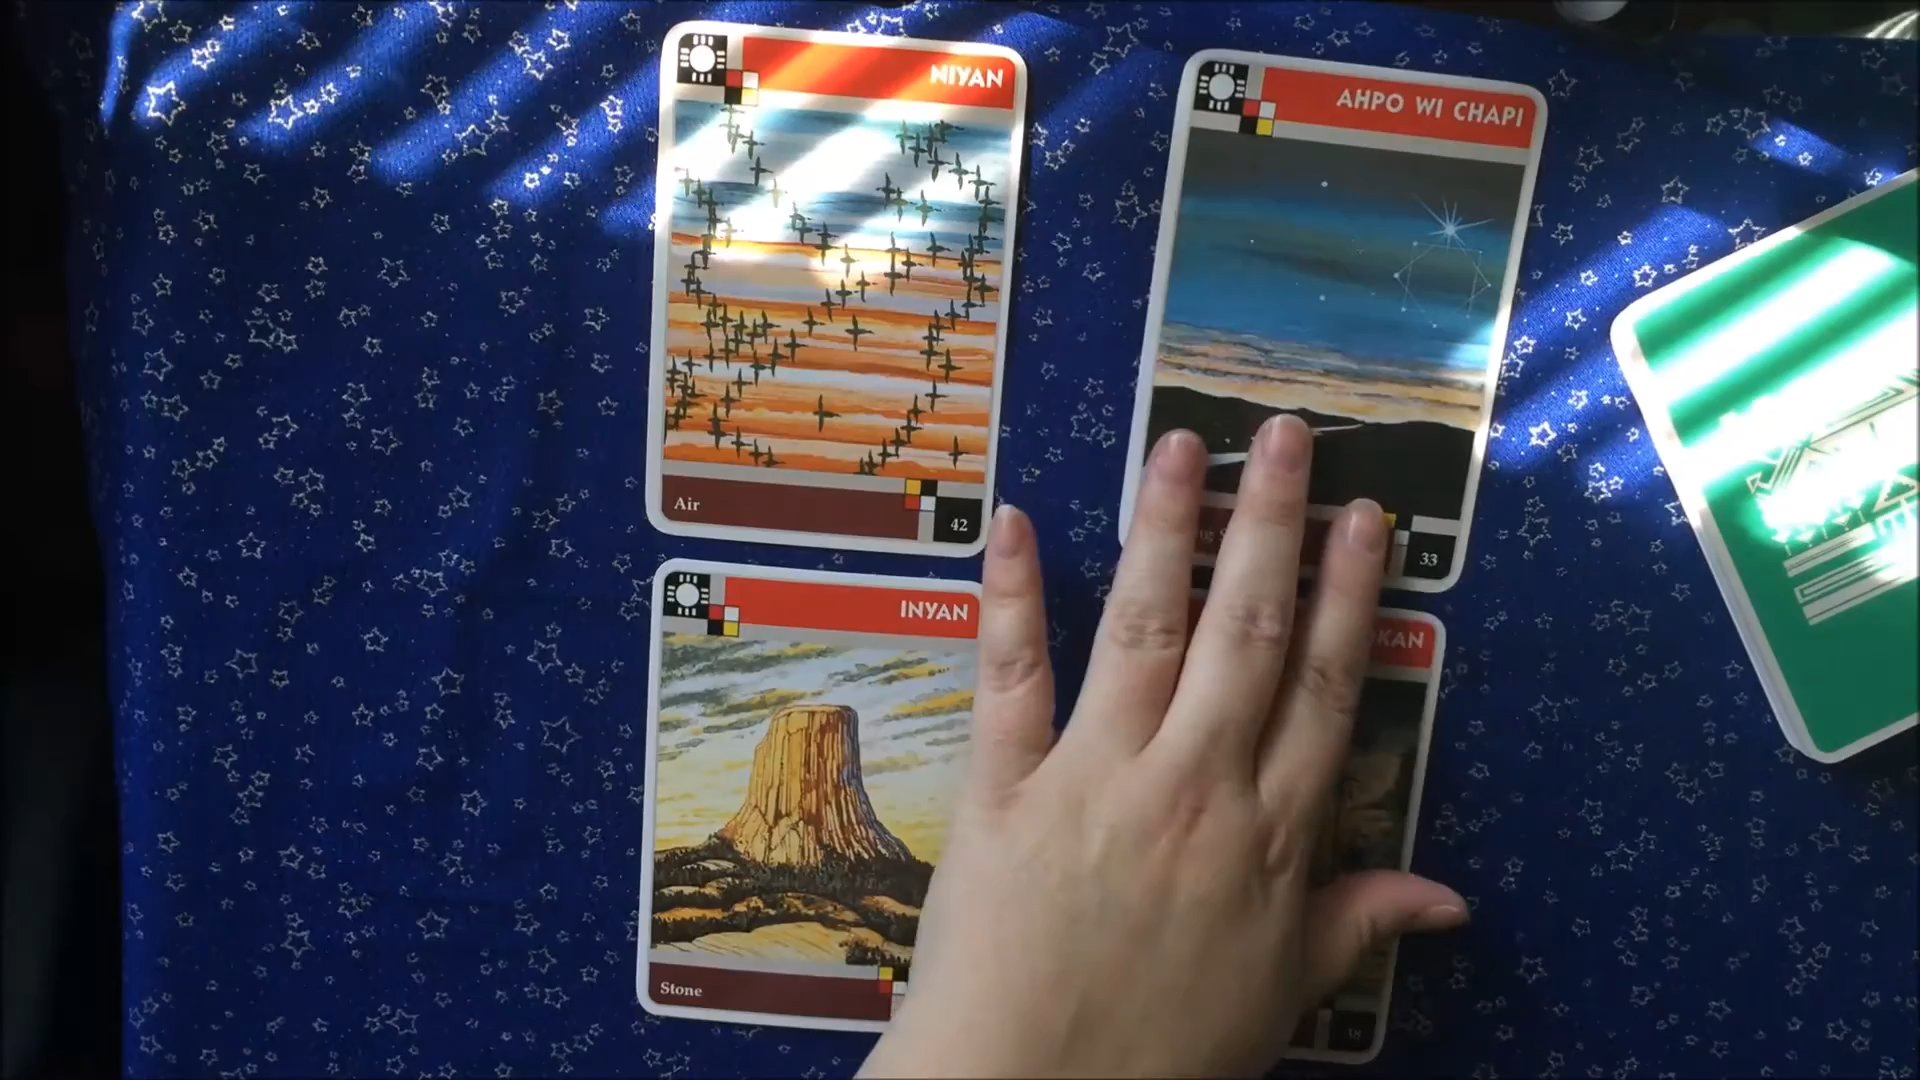 NIYAN
Air
42
AHPO WI CHAPI
33
INYAN
Stone